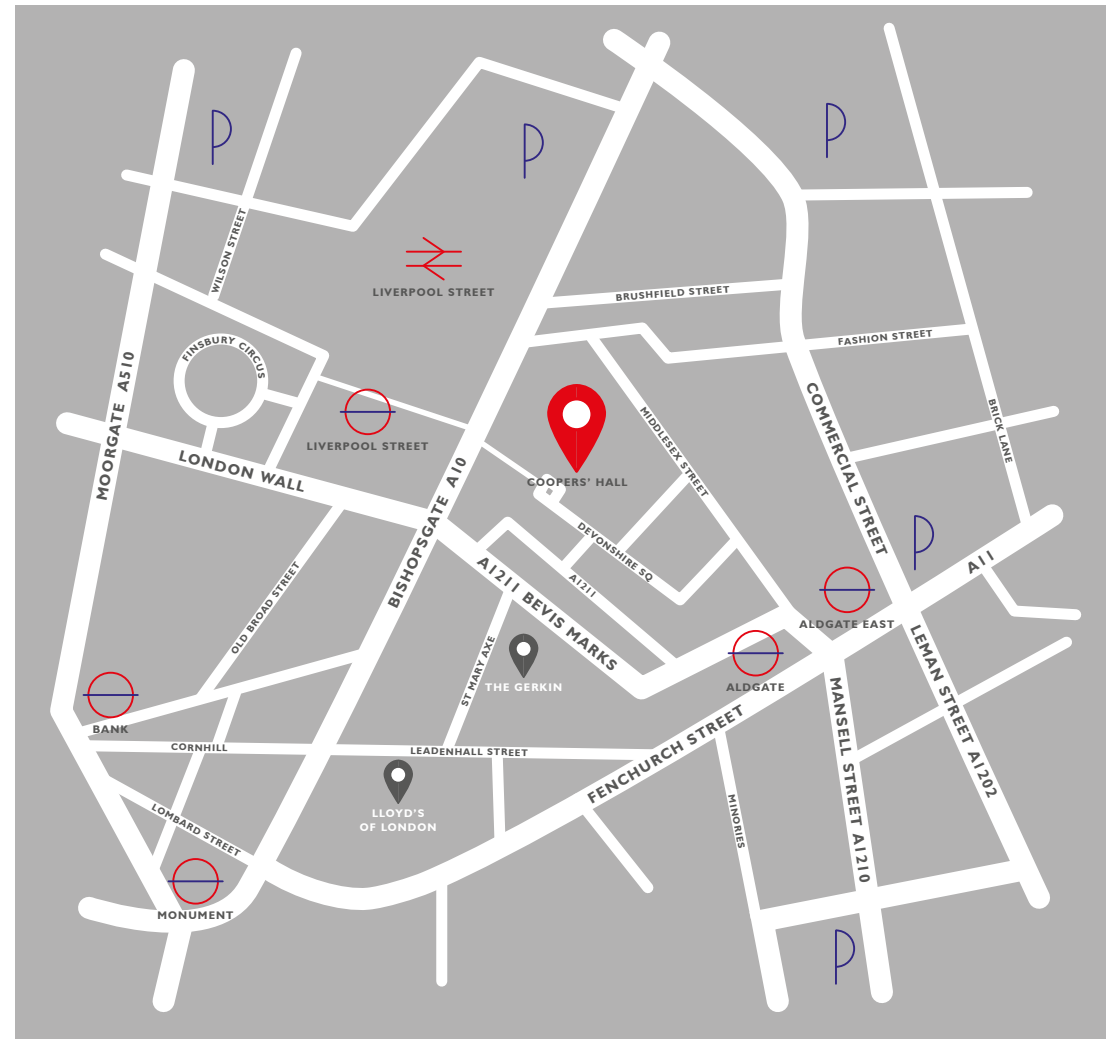 P
P
P
WILSON STREET
LIVERPOOL STREET
BRUSHFIELD STREET
FINSBURY CIRCUS
FASHION STREET
MOORGATE A510
LIVERPOOL STREET
LONDON WALL
BISHOPSGATE A10
COOPERS' HALL
MIDDLESEX STREET
COMMERCIAL STREET
BRICK LANE
DEVONSHIRE SQ
A1211
A1211 BEVIS MARKS
P
A11
OLD BROAD STREET
ALDGATE EAST
ST MARY AXE
THE GERKIN
ALDGATE
LEMAN STREET A1202
BANK
CORNHILL
LEADENHALL STREET
FENCHURCH STREET
MANSELL STREET A1210
LLOYD'S
OF LONDON
LOMBARD STREET
MINORIES
MONUMENT
P